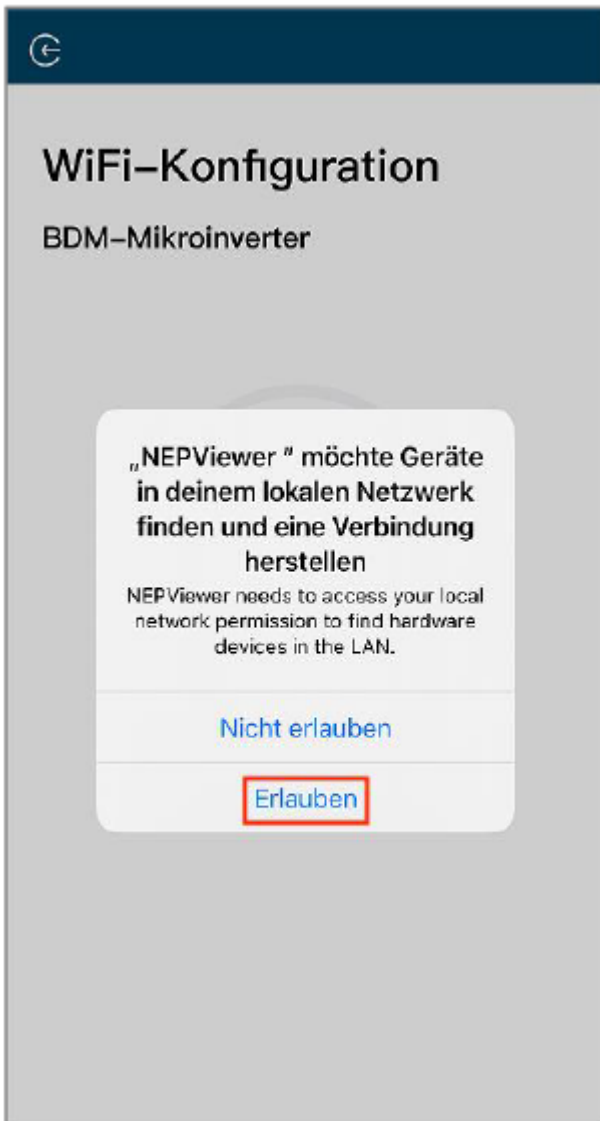 WiFi–Konfiguration
BDM–Mikroinverter
„NEPViewer " möchte Geräte
in deinem lokalen Netzwerk
finden und eine Verbindung
herstellen
NEPViewer needs to access your local
network permission to find hardware
devices in the LAN.
Nicht erlauben
Erlauben